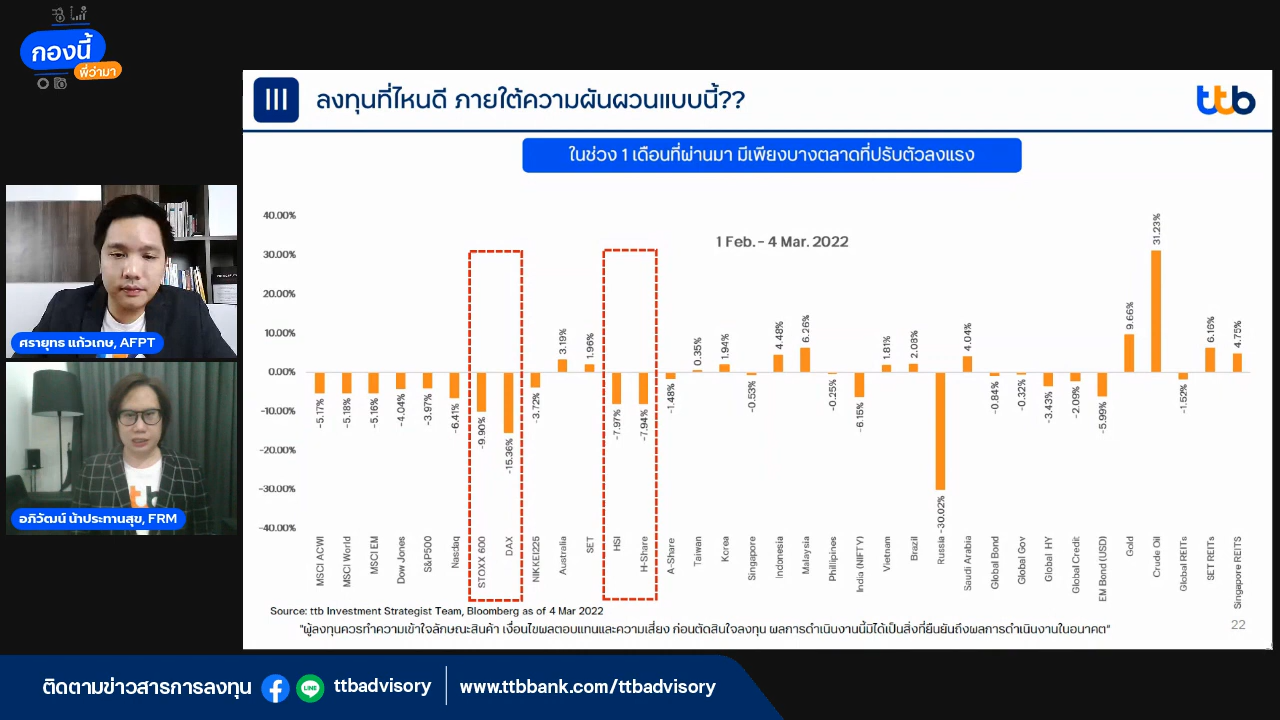 กองนี้
พี่ว่ามา
III ลงทุนที่ไหนดี ภายใต้ความผันผวนแบบนี้??
ttb
ในช่วง 1 เดือนที่ผ่านมา มีเพียงบางตลาดที่ปรับตัวลงแรง
1 Feb. - 4 Mar. 2022
40.00%
30.00%
20.00%
10.00%
0.00%
-10.00%
-20.00%
-30.00%
-40.00%
-5.17%
-5.18%
-5.16%
-4.04%
-3.97%
-6.41%
-9.90%
-15.36%
-3.72%
3.19%
1.96%
-7.97%
-7.94%
-1.48%
0.35%
1.94%
-0.53%
4.48%
6.26%
-0.25%
-6.15%
1.81%
2.08%
-30.02%
4.04%
-0.84%
-0.32%
-3.43%
-2.09%
-5.99%
9.66%
31.23%
-1.52%
6.16%
4.75%
MSCI ACWI
MSCI World
MSCI EM
Dow Jones
S&P500
Nasdaq
STOXX 600
DAX
NIKKEI225
Australia
SET
HSI
H-Share
A-Share
Taiwan
Korea
Singapore
Indonesia
Malaysia
Phillipines
India (NIFTY)
Vietnam
Brazil
Russia
Saudi Arabia
Global Bond
Global Gov
Global HY
Global Credit
EM Bond (USD)
Gold
Crude Oil
Global REITs
SET REITs
Singapore REITS
Source: ttb Investment Strategist Team, Bloomberg as of 4 Mar 2022
"ผู้ลงทุนควรทำความเข้าใจลักษณะสินค้า เงื่อนไขผลตอบแทนและความเสี่ยง ก่อนตัดสินใจลงทุน ผลการดำเนินงานนี้มิได้เป็นสิ่งที่ยืนยันถึงผลการดำเนินงานในอนาคต"
22
ศรายุทธ แก้วเกษ, AFPT
tb
อภิวัฒน์ น้าประทานสุข, FRM
ติดตามข่าวสารการลงทุน LINE ttbadvisory www.ttbbank.com/ttbadvisory